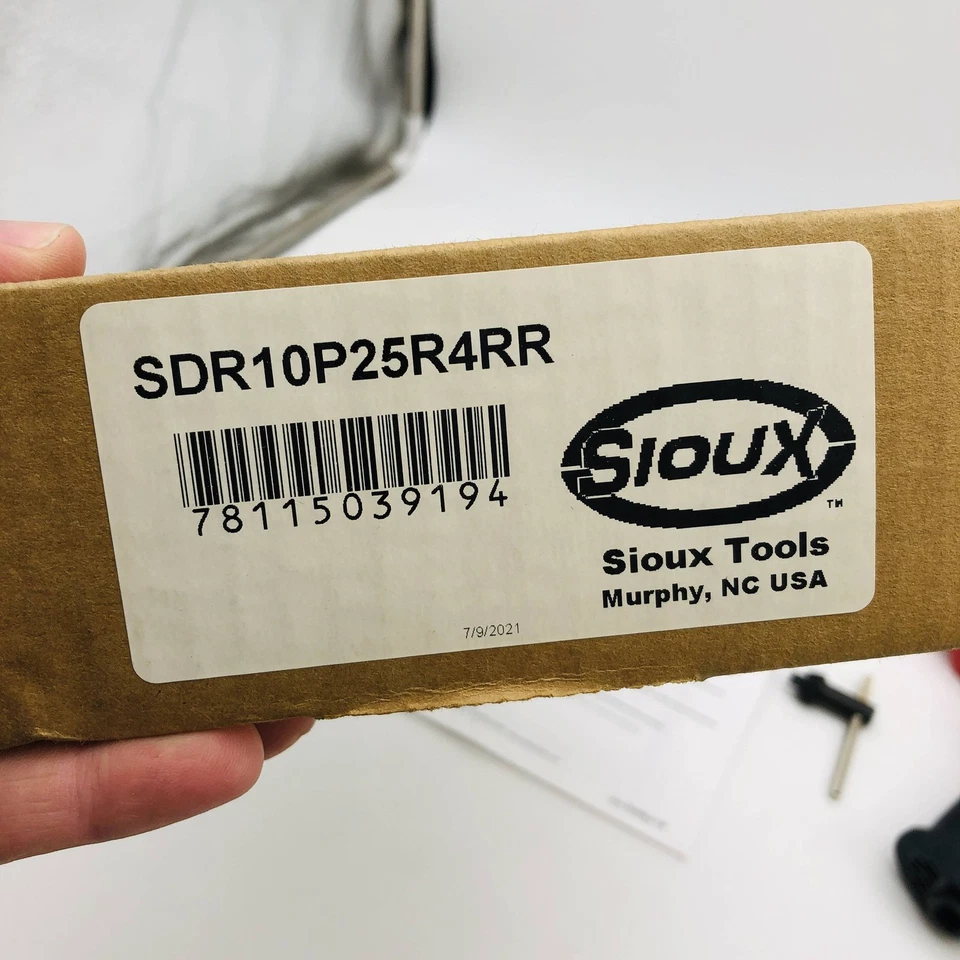 SDR10P25R4RR
78115039194
SIOUX
TM
Sioux Tools
Murphy, NC USA
7/9/2021